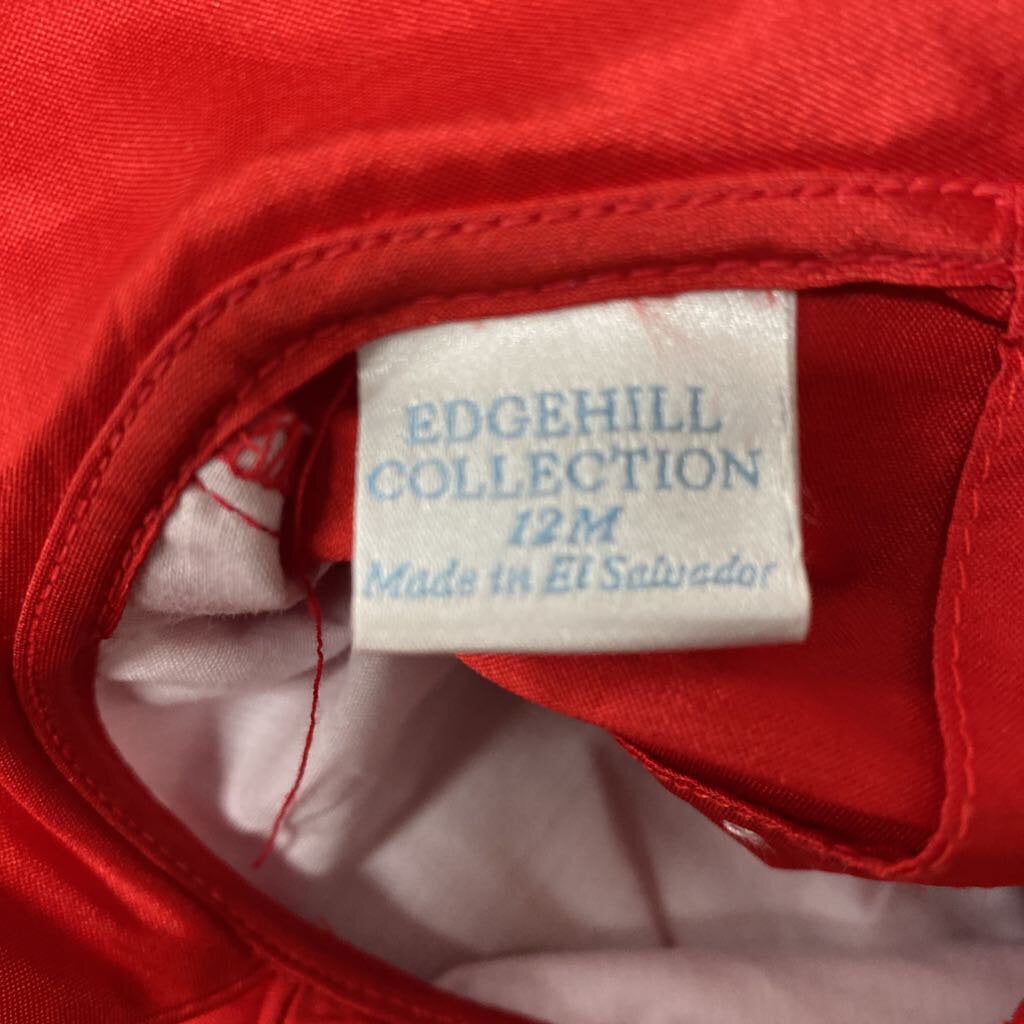 EDGEHILL
COLLECTION
12M
Made in El Salvador